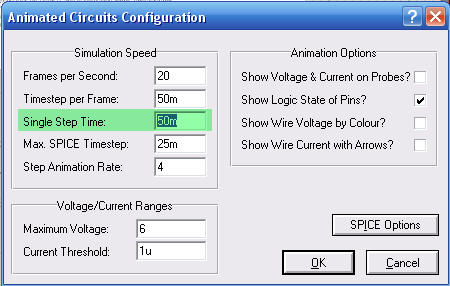 Animated Circuits Configuration
Simulation Speed
Frames per Second: 20
Timestep per Frame: 50m
Single Step Time: 50m
Max. SPICE Timestep: 25m
Step Animation Rate: 4
Animation Options
Show Voltage & Current on Probes?
Show Logic State of Pins?
Show Wire Voltage by Colour?
Show Wire Current with Arrows?
Voltage/Current Ranges
Maximum Voltage: 6
Current Threshold: 1u
SPICE Options
OK
Cancel